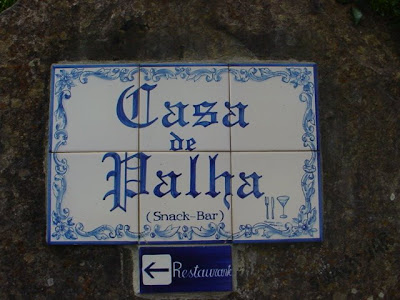 Casa
de
Palha
(Snack-Bar)
Restaurant